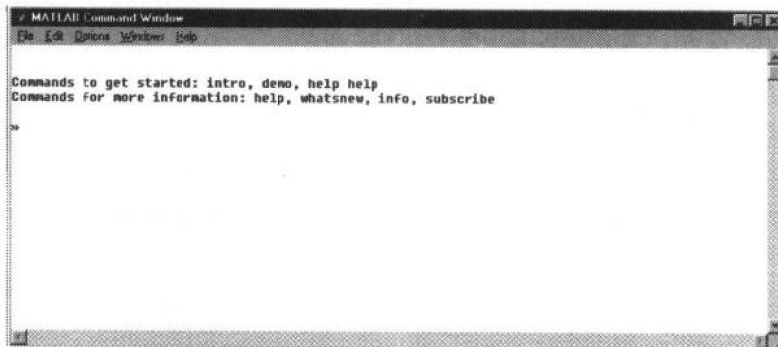 MATLAB Command Window
File Edit Options Windows Help
Commands to get started: intro, demo, help help
Commands for more information: help, whatsnew, info, subscribe
»